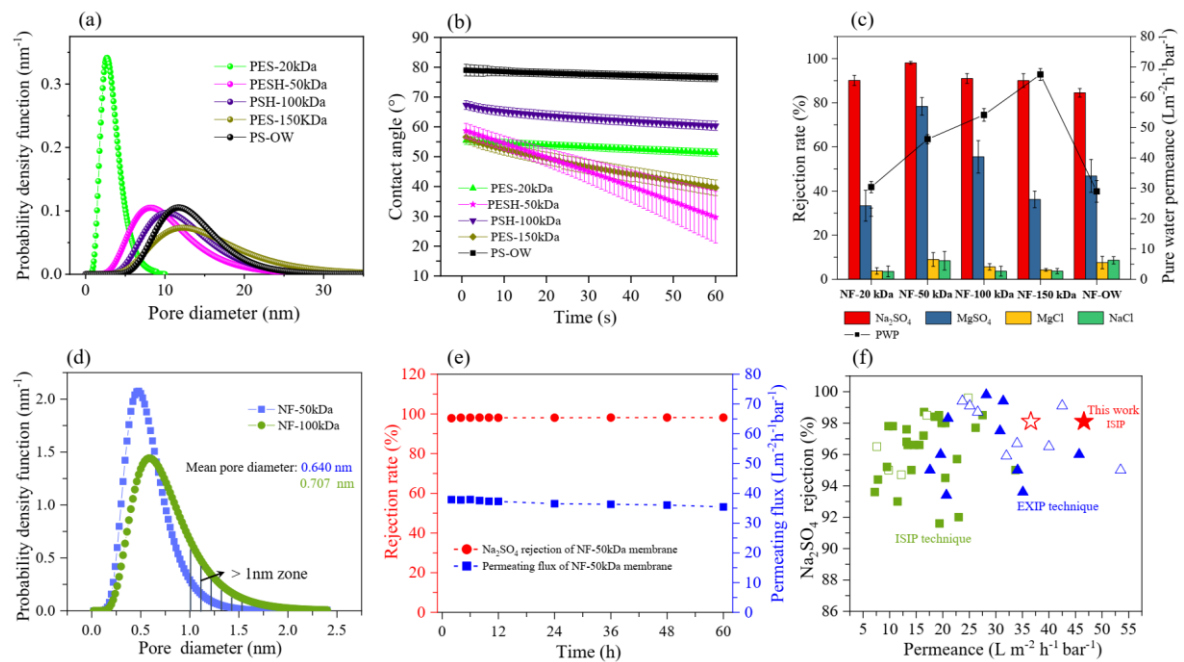 (a)
Probability density function (nm-1)
0.3
0.2
0.1
0.0
PES-20kDa
PESH-50kDa
PSH-100kDa
PES-150KDa
PS-OW
0 10 20 30
Pore diameter (nm)
(b)
Contact angle (°)
90
80
70
60
50
40
30
20
10
PES-20kDa
PESH-50kDa
PSH-100kDa
PES-150kDa
PS-OW
0 10 20 30 40 50 60
Time (s)
(c)
Rejection rate (%)
100
80
60
40
20
0
80
70
60
50
40
30
20
10
0
Pure water permeance (Lm-2h-1bar-1)
NF-20 kDa NF-50 kDa NF-100 kDa NF-150 kDa NF-OW
Na2SO4 MgSO4 MgCl NaCl
PWP
(d)
Probability density function (nm-1)
2.0
1.5
1.0
0.5
0.0
NF-50kDa
NF-100kDa
Mean pore diameter: 0.640 nm
0.707 nm
> 1nm zone
0.0 0.5 1.0 1.5 2.0 2.5
Pore diameter (nm)
(e)
Rejection rate (%)
120
100
80
60
40
20
0
80
70
60
50
40
30
20
10
0
Permeating flux (Lm-2h-1bar-1)
Na2SO4 rejection of NF-50kDa membrane
Permeating flux of NF-50kDa membrane
0 12 24 36 48 60
Time (h)
(f)
Na2SO4 rejection (%)
100
98
96
94
92
90
88
86
This work
ISIP
EXIP technique
ISIP technique
5 10 15 20 25 30 35 40 45 50 55
Permeance (L m-2 h-1 bar-1)